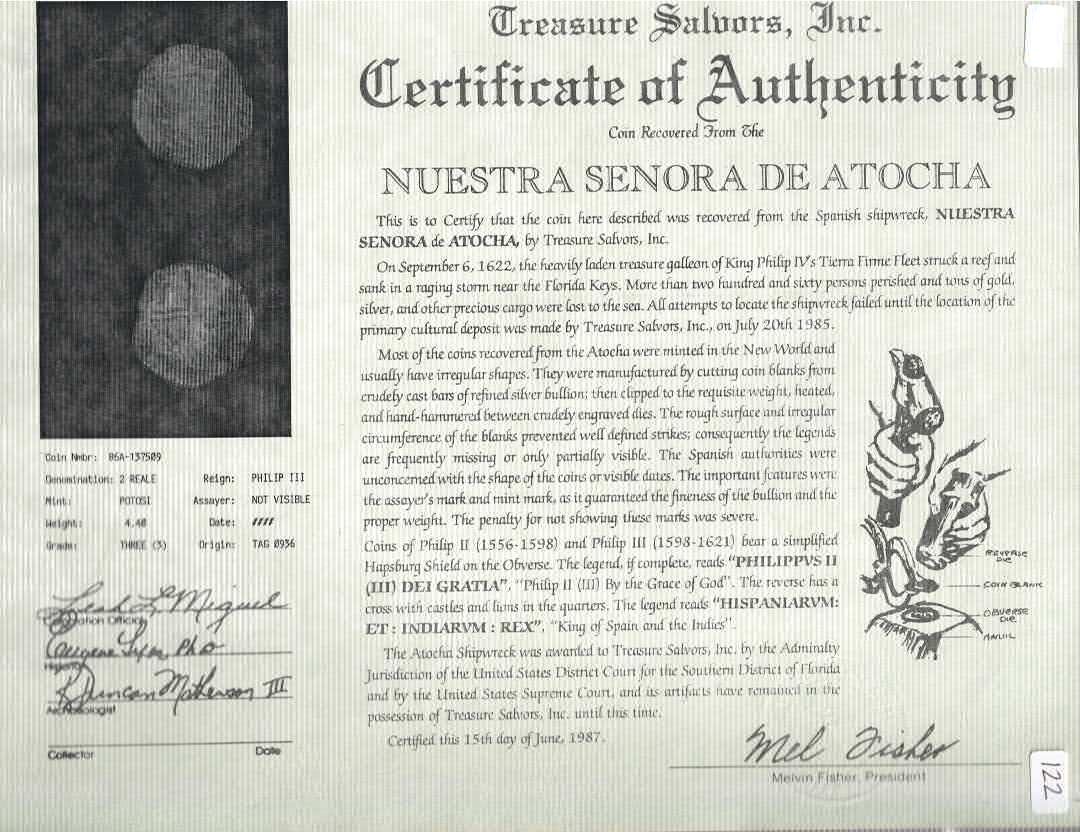 Treasure Salvors, Inc.
Certificate of Authenticity
Coin Recovered From The
NUESTRA SENORA DE ATOCHA
This is to Certify that the coin here described was recovered from the Spanish shipwreck, NUESTRA
SENORA de ATOCHA, by Treasure Salvors, Inc.
On September 6, 1622, the heavily laden treasure galleon of King Philip IV's Tierra Firme Fleet struck a reef and
sank in a raging storm near the Florida Keys. More than two hundred and sixty persons perished and tons of gold,
silver, and other precious cargo were lost to the sea. All attempts to locate the shipwreck failed until the location of the
primary cultural deposit was made by Treasure Salvors, Inc., on July 20th 1985.
Most of the coins recovered from the Atocha were minted in the New World and
usually have irregular shapes. They were manufactured by cutting coin blanks from
crudely cast bars of refined silver bullion; then clipped to the requisite weight, heated,
and hand-hammered between crudely engraved dies. The rough surface and irregular
circumference of the blanks prevented well defined strikes; consequently the legends
are frequently missing or only partially visible. The Spanish authorities were
unconcerned with the shape of the coins or visible dates. The important features were
the assayer's mark and mint mark, as it guaranteed the fineness of the bullion and the
proper weight. The penalty for not showing these marks was severe.
Coins of Philip II (1556-1598) and Philip III (1598-1621) bear a simplified
Hapsburg Shield on the Obverse. The legend, if complete, reads "PHILIPPVS II
(III) DEI GRATIA", "Philip II (III) By the Grace of God". The reverse has a
cross with castles and lions in the quarters. The legend reads "HISPANIARVM:
ET : INDIARVM : REX", "King of Spain and the Indies".
The Atocha Shipwreck was awarded to Treasure Salvors, Inc. by the Admiralty
Jurisdiction of the United States District Court for the Southern District of Florida
and by the United States Supreme Court, and its artifacts have remained in the
possession of Treasure Salvors, Inc. until this time.
Certified this 15th day of June, 1987.
Mel Fisher
Melvin Fisher, President
REVERSE
DIE
COIN BLANK
OBVERSE
DIE
ANVIL
122
Coin Nmbr: 86A-137509
Denomination: 2 REALE Reign: PHILIP III
Mint: POTOSI Assayer: NOT VISIBLE
Weight: 4.40 Date: ////
Grade: THREE (3) Origin: TAG 0936
Leah L Miguel
Official
Eugene Lyon PhD
R Duncan Mathewson III
Archaeologist
Collector Date